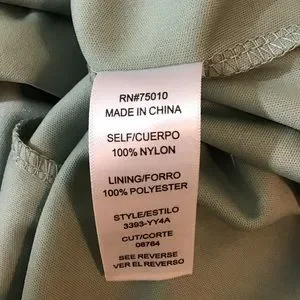 RN#75010
MADE IN CHINA
SELF/CUERPO
100% NYLON
LINING/FORRO
100% POLYESTER
STYLE/ESTILO
3393-YY4A
CUT/CORTE
08764
SEE REVERSE
VER EL REVERSO